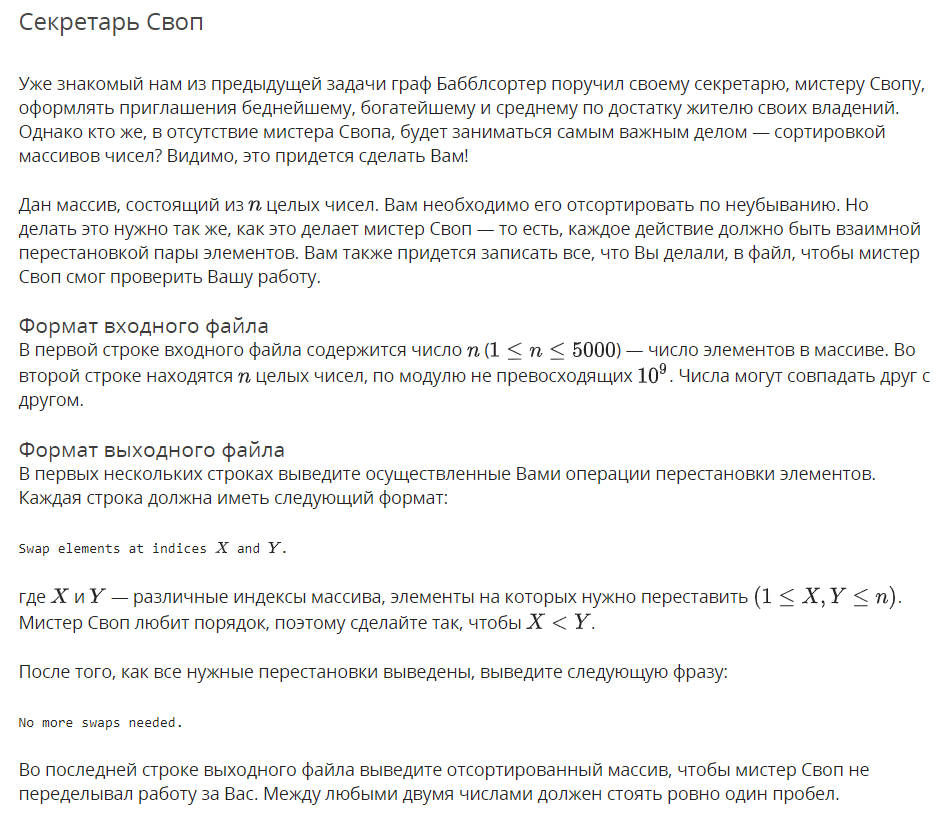 Секретарь Своп
Уже знакомый нам из предыдущей задачи граф Бабблсортер поручил своему секретарю, мистеру Свопу,
оформлять приглашения беднейшему, богатейшему и среднему по достатку жителю своих владений.
Однако кто же, в отсутствие мистера Свопа, будет заниматься самым важным делом — сортировкой
массивов чисел? Видимо, это придется сделать Вам!
Дан массив, состоящий из n целых чисел. Вам необходимо его отсортировать по неубыванию. Но
делать это нужно так же, как это делает мистер Своп — то есть, каждое действие должно быть взаимной
перестановкой пары элементов. Вам также придется записать все, что Вы делали, в файл, чтобы мистер
Своп смог проверить Вашу работу.
Формат входного файла
В первой строке входного файла содержится число n (1 ≤ n ≤ 5000) — число элементов в массиве. Во
второй строке находятся n целых чисел, по модулю не превосходящих 10⁹. Числа могут совпадать друг с
другом.
Формат выходного файла
В первых нескольких строках выведите осуществленные Вами операции перестановки элементов.
Каждая строка должна иметь следующий формат:
Swap elements at indices X and Y.
где X и Y — различные индексы массива, элементы на которых нужно переставить (1 ≤ X, Y ≤ n).
Мистер Своп любит порядок, поэтому сделайте так, чтобы X < Y.
После того, как все нужные перестановки выведены, выведите следующую фразу:
No more swaps needed.
Во последней строке выходного файла выведите отсортированный массив, чтобы мистер Своп не
переделывал работу за Вас. Между любыми двумя числами должен стоять ровно один пробел.